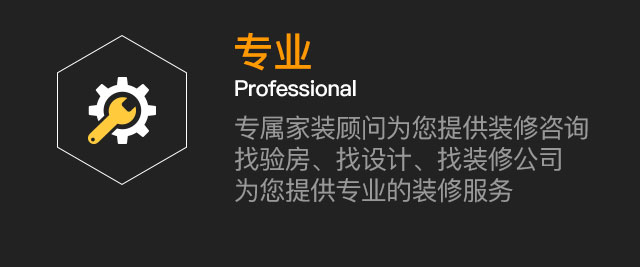 专业
Professional
专属家装顾问为您提供装修咨询
找验房、找设计、找装修公司
为您提供专业的装修服务